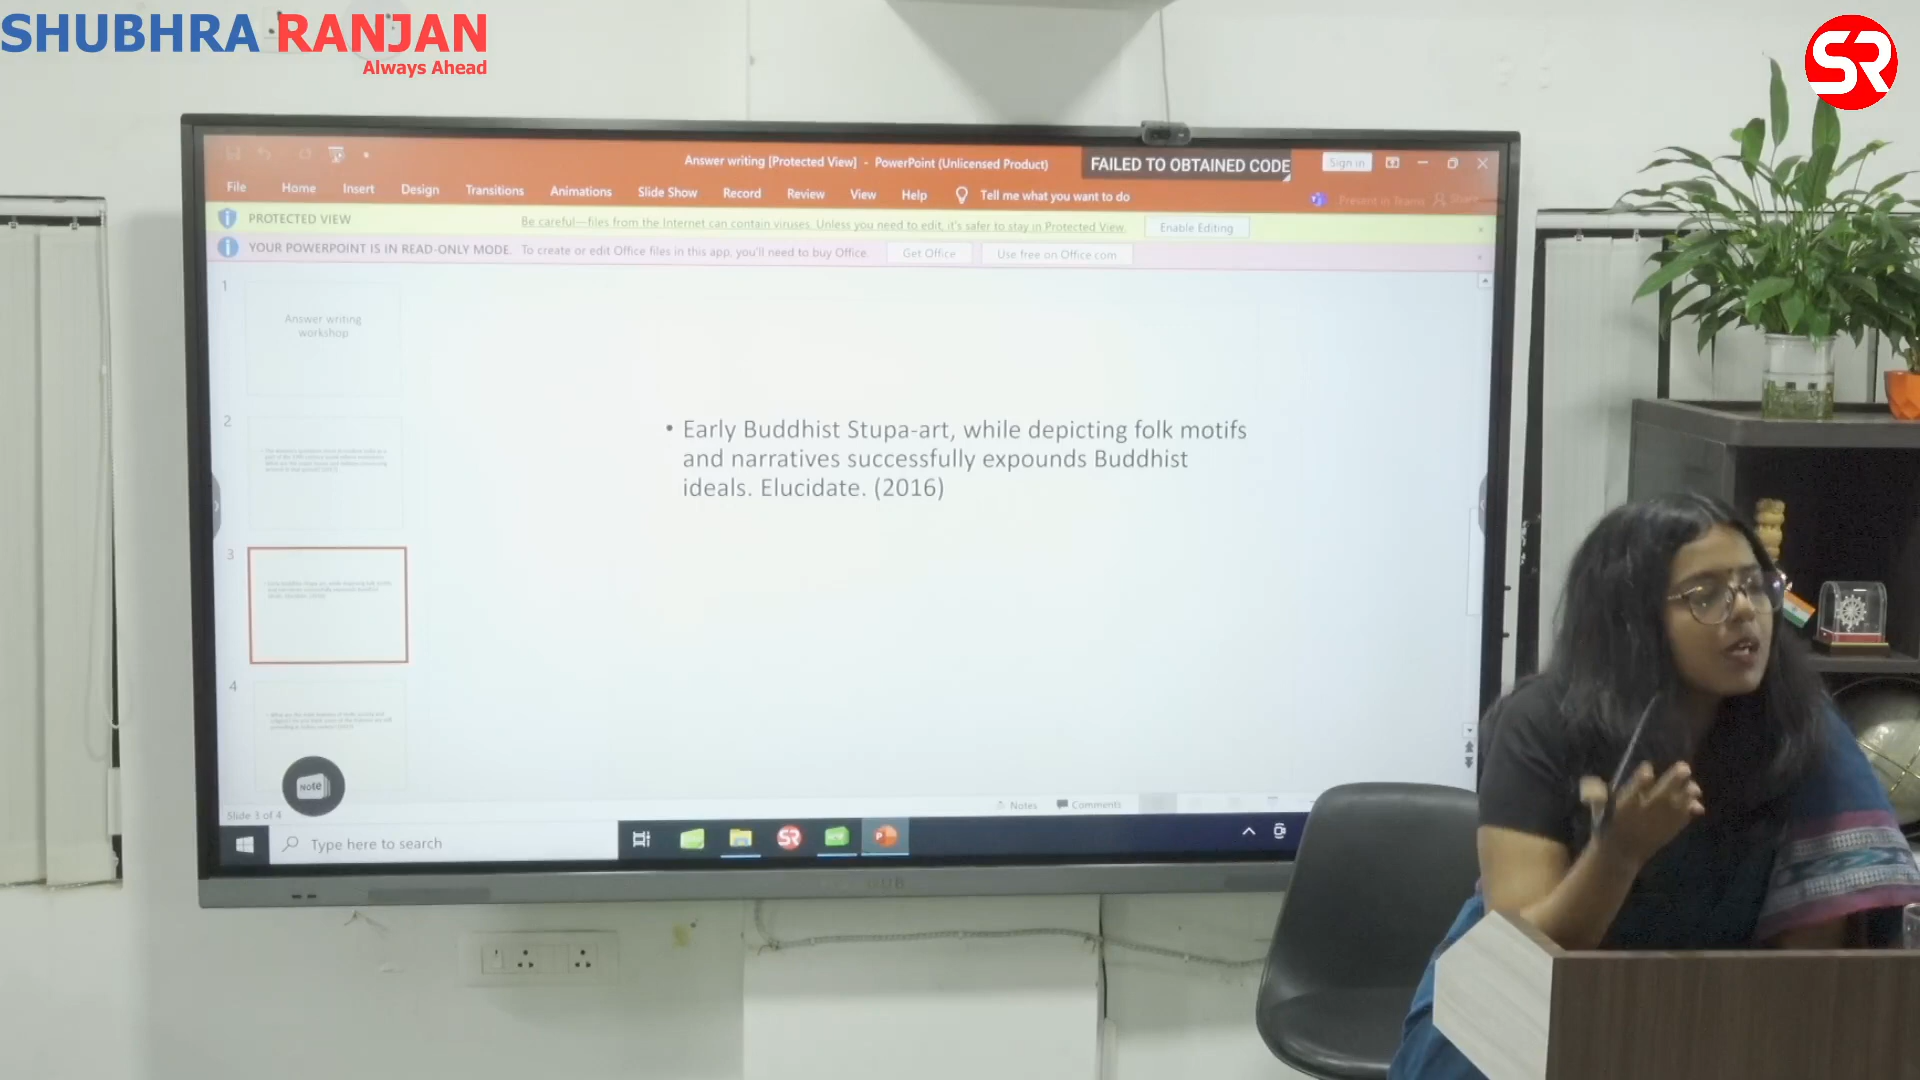 SHUBHRA RANJAN
Always Ahead
SR
Answer writing [Protected View] - PowerPoint (Unlicensed Product)
FAILED TO OBTAINED CODE
Sign in
File Home Insert Design Transitions Animations Slide Show Record Review View Help Tell me what you want to do
Present in Teams Share
PROTECTED VIEW Be careful—files from the Internet can contain viruses. Unless you need to edit, it's safer to stay in Protected View. Enable Editing
YOUR POWERPOINT IS IN READ-ONLY MODE. To create or edit Office files in this app, you'll need to buy Office. Get Office Use free on Office.com
1
Answer writing
workshop
2
3
4
• Early Buddhist Stupa-art, while depicting folk motifs
and narratives successfully expounds Buddhist
ideals. Elucidate. (2016)
Note
Slide 3 of 4
Notes Comments
Type here to search
SR